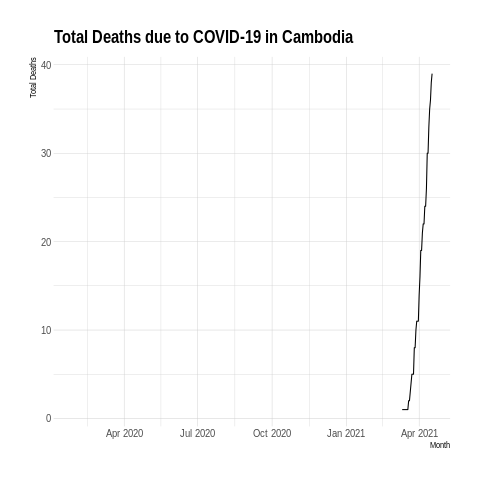 Total Deaths due to COVID-19 in Cambodia
Total Deaths
40
30
20
10
0
Apr 2020 Jul 2020 Oct 2020 Jan 2021 Apr 2021
Month